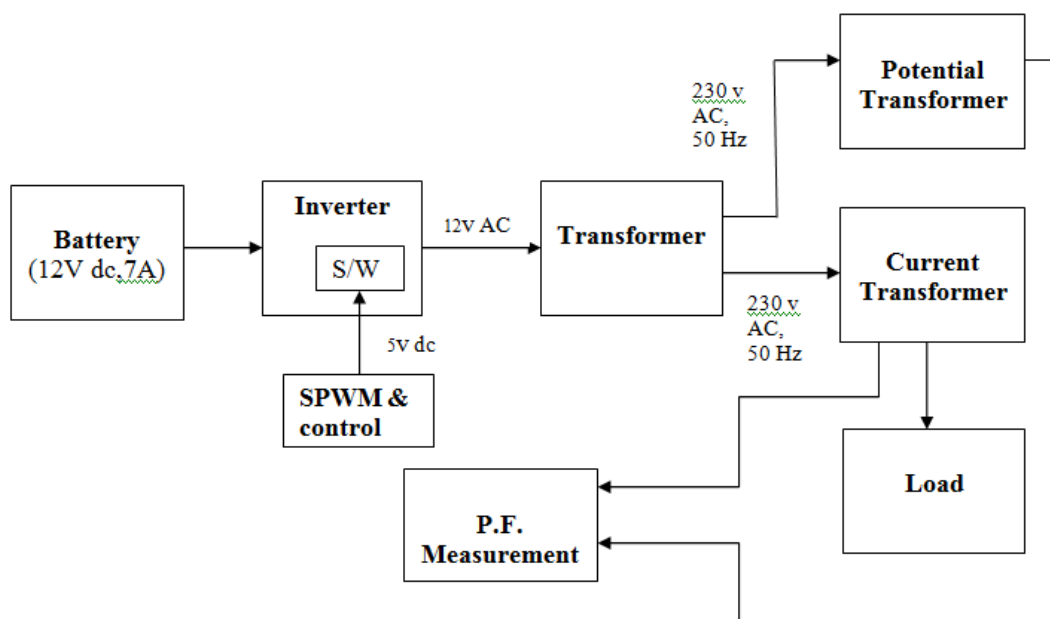 Potential
Transformer
230 v
AC,
50 Hz
Battery
(12V dc,7A)
Inverter
S/W
12v AC
Transformer
Current
Transformer
230 v
AC,
50 Hz
5v dc
SPWM &
control
Load
P.F.
Measurement